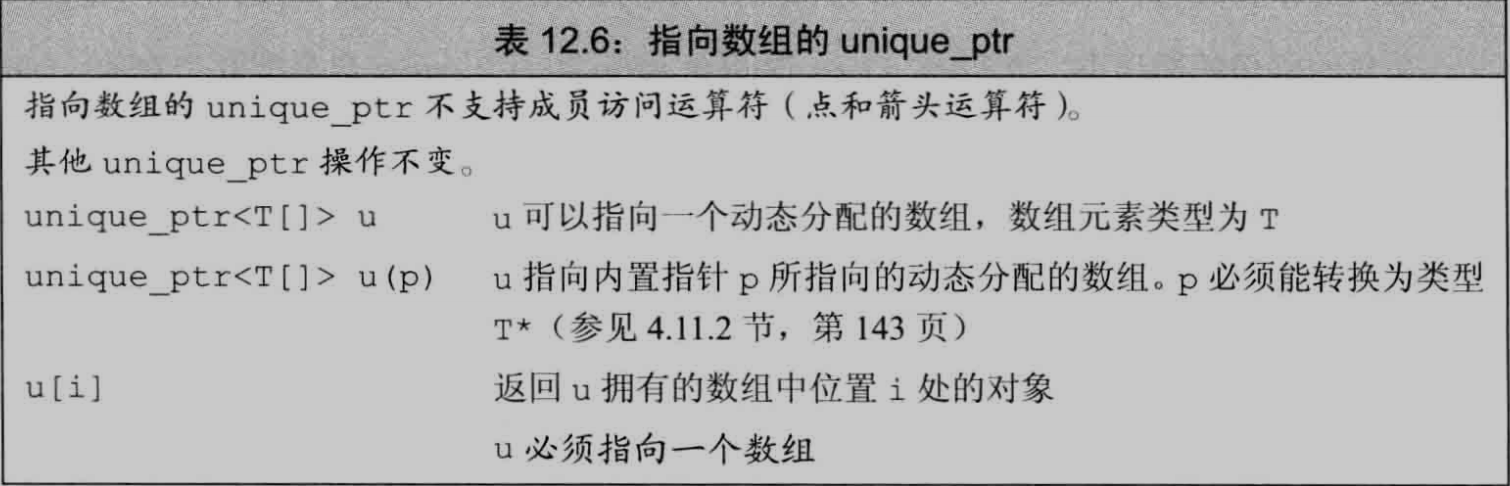 表 12.6：指向数组的 unique_ptr
指向数组的 unique_ptr 不支持成员访问运算符（点和箭头运算符）。
其他 unique_ptr 操作不变。
unique_ptr<T[]> u u 可以指向一个动态分配的数组，数组元素类型为 T
unique_ptr<T[]> u(p) u 指向内置指针 p 所指向的动态分配的数组。p 必须能转换为类型
T*（参见 4.11.2 节，第 143 页）
u[i] 返回 u 拥有的数组中位置 i 处的对象
u 必须指向一个数组